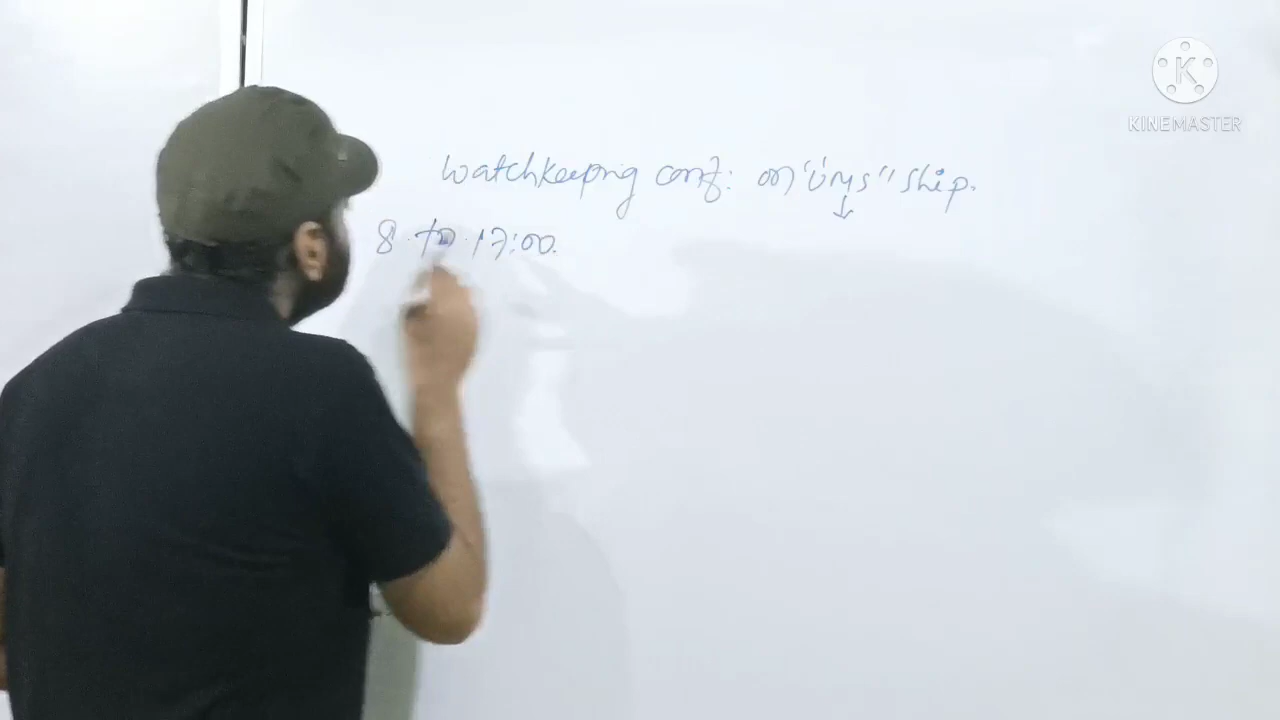 watchkeeping conf: on "UMS" ship.
8 to 17:00.
K
KINEMASTER